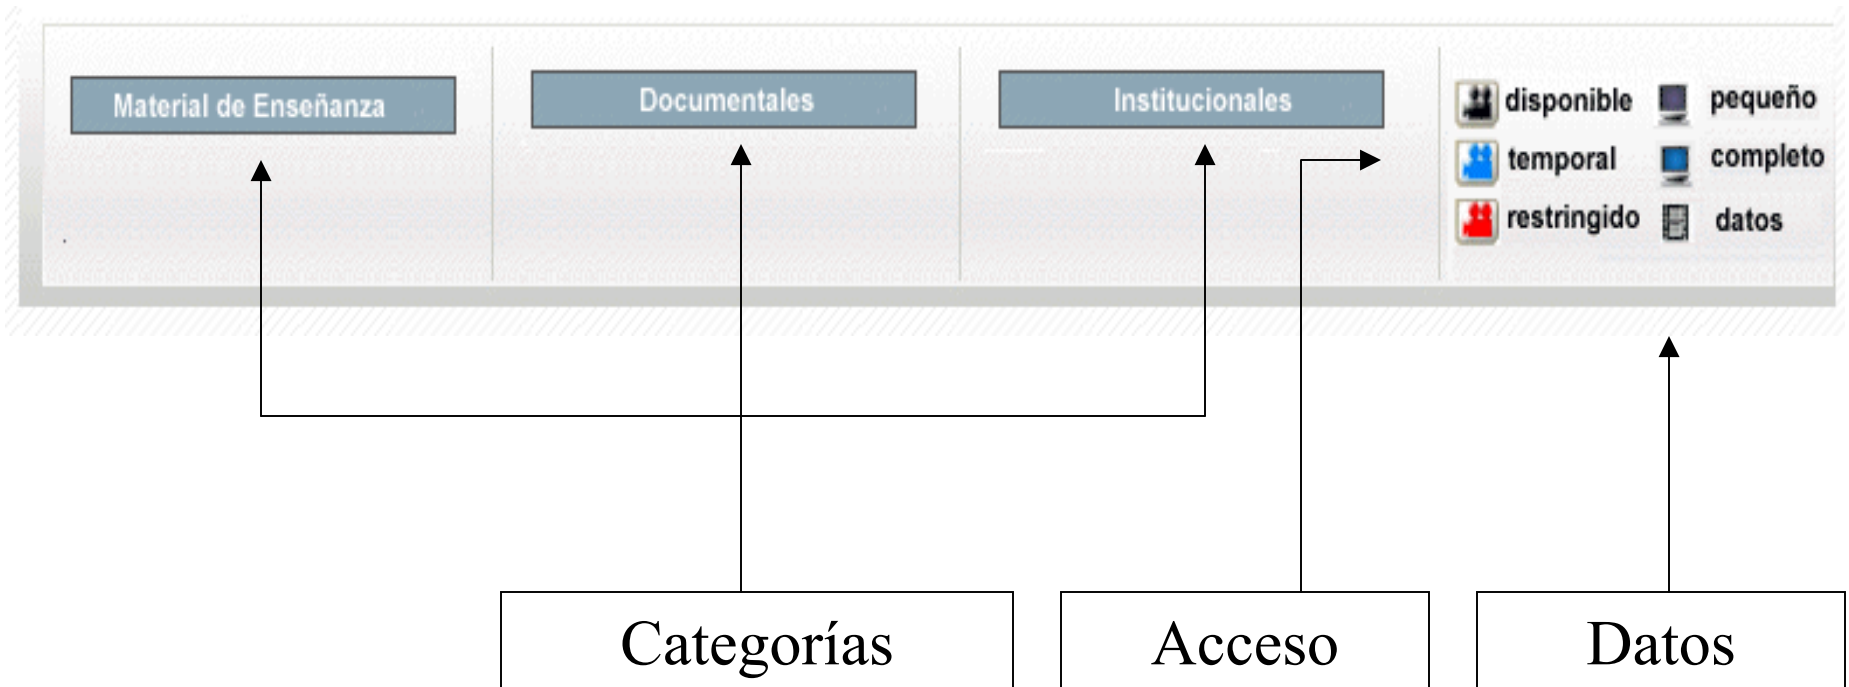 Material de Enseñanza
Documentales
Institucionales
disponible
pequeño
temporal
completo
restringido
datos
Categorías
Acceso
Datos